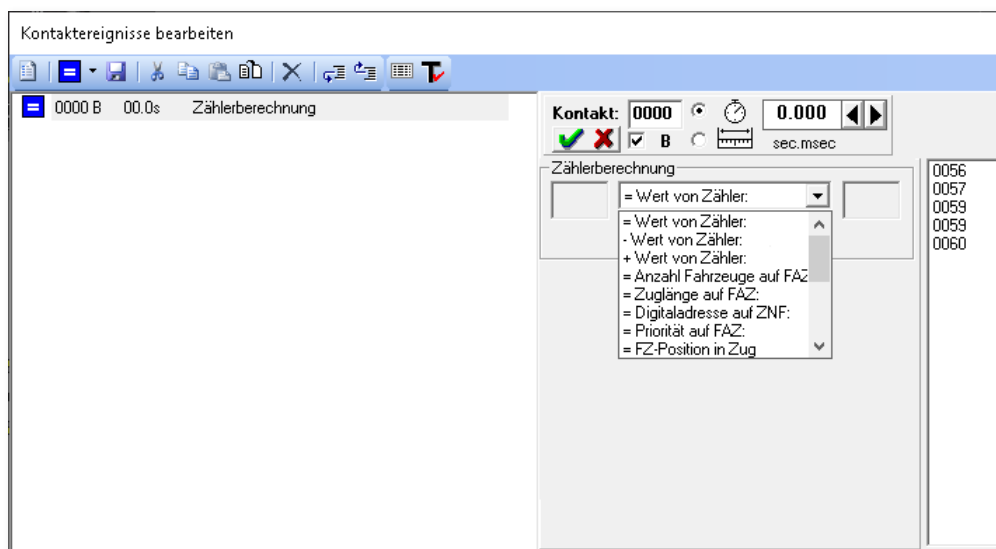 Kontaktereignisse bearbeiten
0000 B 00.0s Zählerberechnung
Kontakt: 0000 0.000
B sec.msec
Zählerberechnung
= Wert von Zähler:
= Wert von Zähler:
- Wert von Zähler:
+ Wert von Zähler:
= Anzahl Fahrzeuge auf FAZ
= Zuglänge auf FAZ:
= Digitaladresse auf ZNF:
= Priorität auf FAZ:
= FZ-Position in Zug
0056
0057
0059
0059
0060